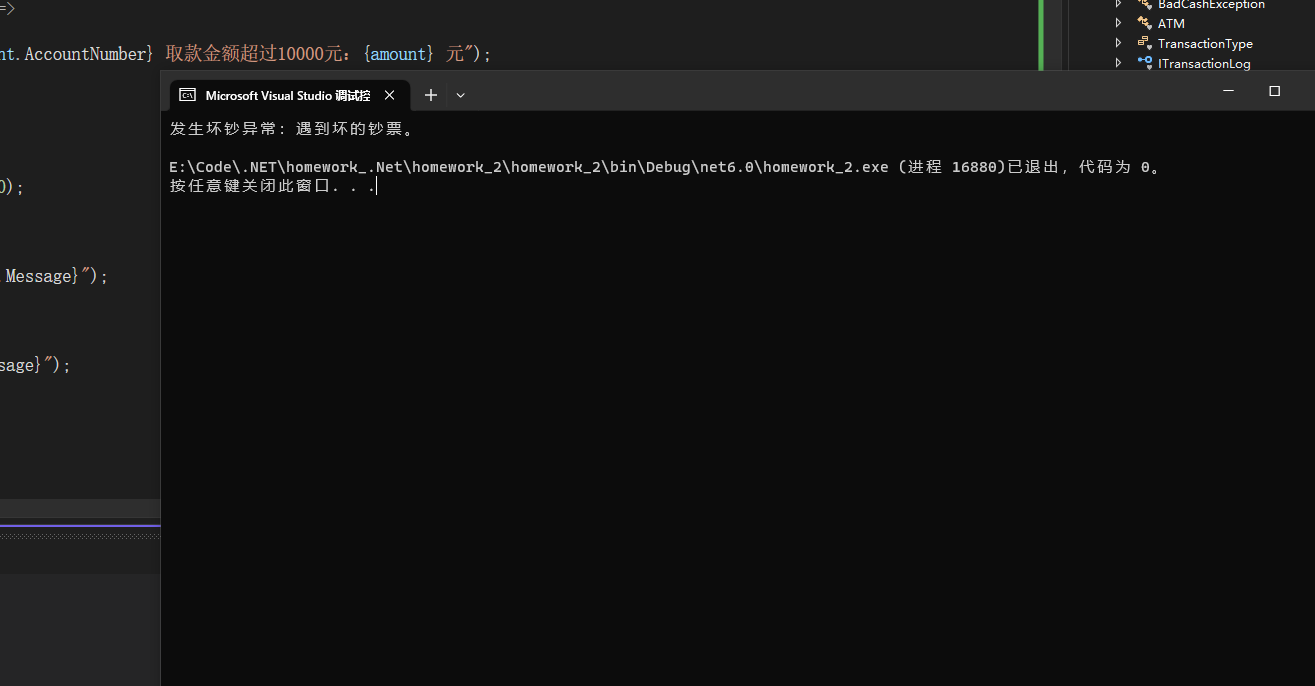 =>
nt.AccountNumber} 取款金额超过10000元: {amount} 元");
BadCashException
ATM
TransactionType
ITransactionLog
Microsoft Visual Studio 调试控
发生坏钞异常: 遇到坏的钞票。
E:\Code\.NET\homework_.Net\homework_2\homework_2\bin\Debug\net6.0\homework_2.exe (进程 16880)已退出, 代码为 0。
按任意键关闭此窗口. . .
0);
.Message}");
sage}");